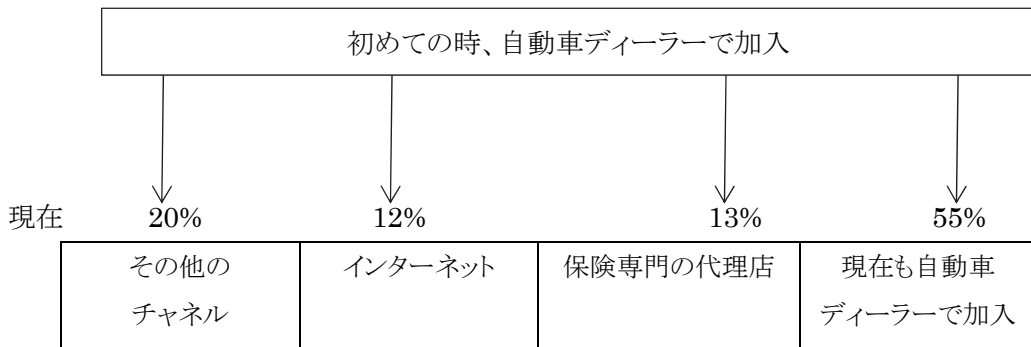 初めての時、自動車ディーラーで加入
現在 20% 12% 13% 55%
その他の インターネット 保険専門の代理店 現在も自動車
チャネル ディーラーで加入